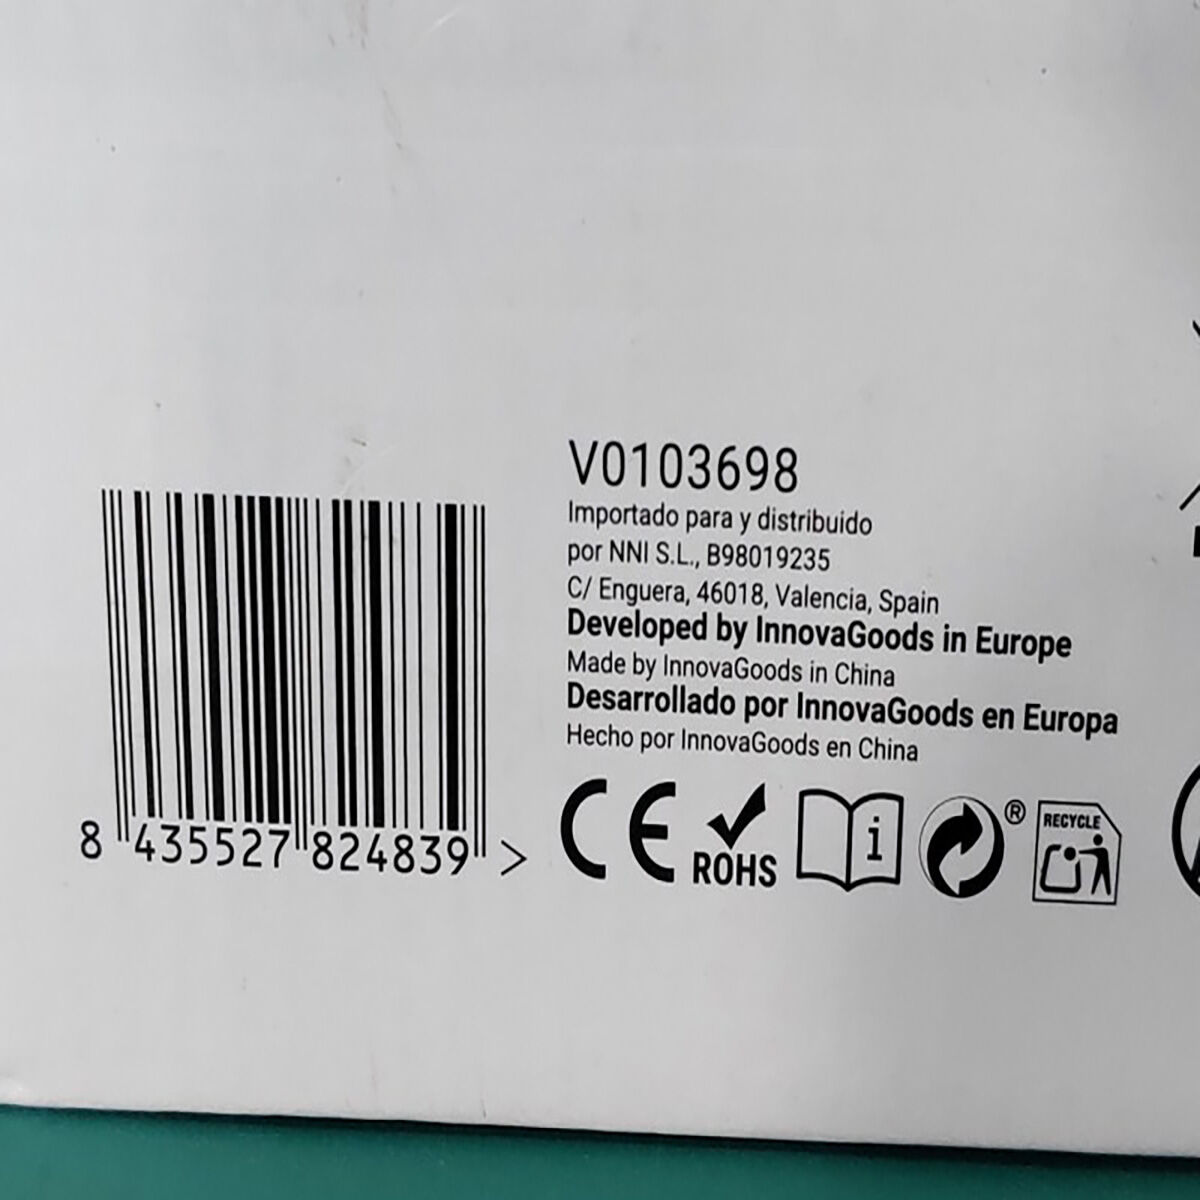 V0103698
Importado para y distribuido
por NNI S.L., B98019235
C/ Enguera, 46018, Valencia, Spain
Developed by InnovaGoods in Europe
Made by InnovaGoods in China
Desarrollado por InnovaGoods en Europa
Hecho por InnovaGoods en China
8 435527 824839 >
CE ROHS i ® RECYCLE